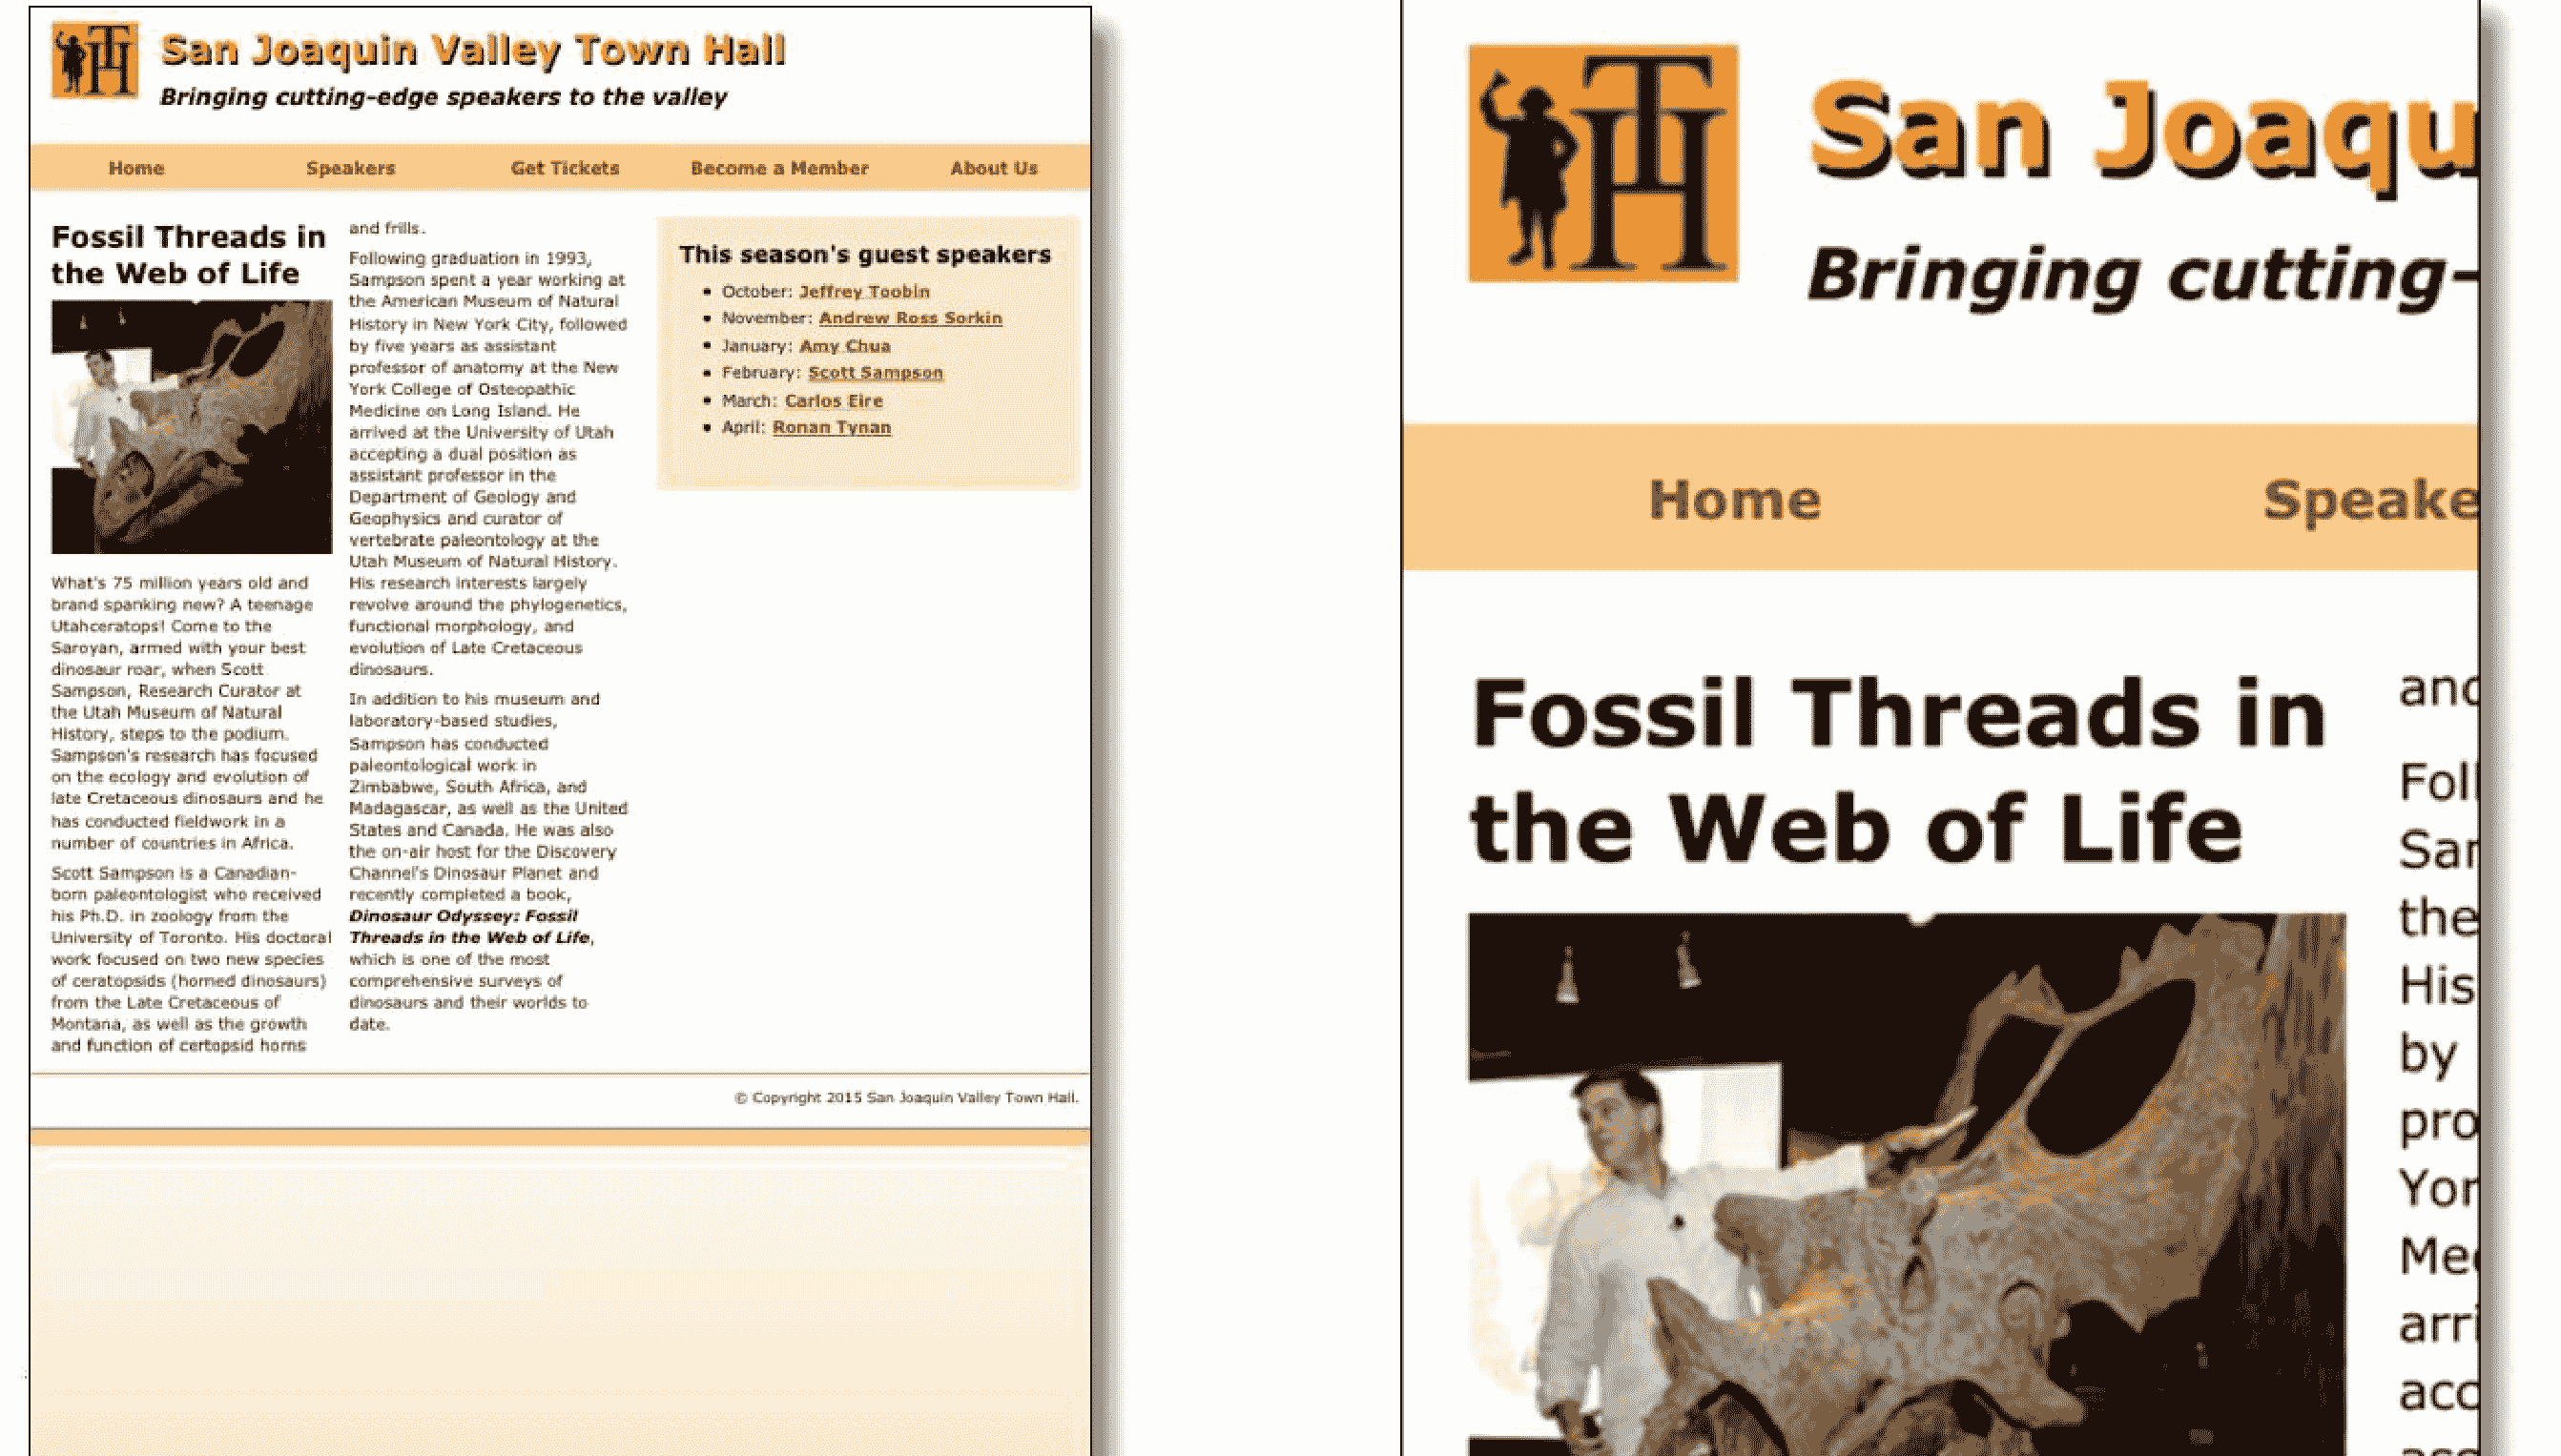 TH
San Joaquin Valley Town Hall
Bringing cutting-edge speakers to the valley
Home Speakers Get Tickets Become a Member About Us
Fossil Threads in
the Web of Life
What's 75 million years old and
brand spanking new? A teenage
Utahceratops! Come to the
Saroyan, armed with your best
dinosaur roar, when Scott
Sampson, Research Curator at
the Utah Museum of Natural
History, steps to the podium.
Sampson's research has focused
on the ecology and evolution of
late Cretaceous dinosaurs and he
has conducted fieldwork in a
number of countries in Africa.
Scott Sampson is a Canadian-
born paleontologist who received
his Ph.D. in zoology from the
University of Toronto. His doctoral
work focused on two new species
of ceratopsids (horned dinosaurs)
from the Late Cretaceous of
Montana, as well as the growth
and function of certopsid horns
and frills.
Following graduation in 1993,
Sampson spent a year working at
the American Museum of Natural
History in New York City, followed
by five years as assistant
professor of anatomy at the New
York College of Osteopathic
Medicine on Long Island. He
arrived at the University of Utah
accepting a dual position as
assistant professor in the
Department of Geology and
Geophysics and curator of
vertebrate paleontology at the
Utah Museum of Natural History.
His research interests largely
revolve around the phylogenetics,
functional morphology, and
evolution of Late Cretaceous
dinosaurs.
In addition to his museum and
laboratory-based studies,
Sampson has conducted
paleontological work in
Zimbabwe, South Africa, and
Madagascar, as well as the United
States and Canada. He was also
the on-air host for the Discovery
Channel's Dinosaur Planet and
recently completed a book,
Dinosaur Odyssey: Fossil
Threads in the Web of Life,
which is one of the most
comprehensive surveys of
dinosaurs and their worlds to
date.
This season's guest speakers
• October: Jeffrey Toobin
• November: Andrew Ross Sorkin
• January: Amy Chua
• February: Scott Sampson
• March: Carlos Eire
• April: Ronan Tynan
© Copyright 2015 San Joaquin Valley Town Hall.
TH
San Joaqu
Bringing cutting-
Home Speake
Fossil Threads in
the Web of Life
and
Foll
Sar
the
His
by
pro
Yor
Me
arri
acc